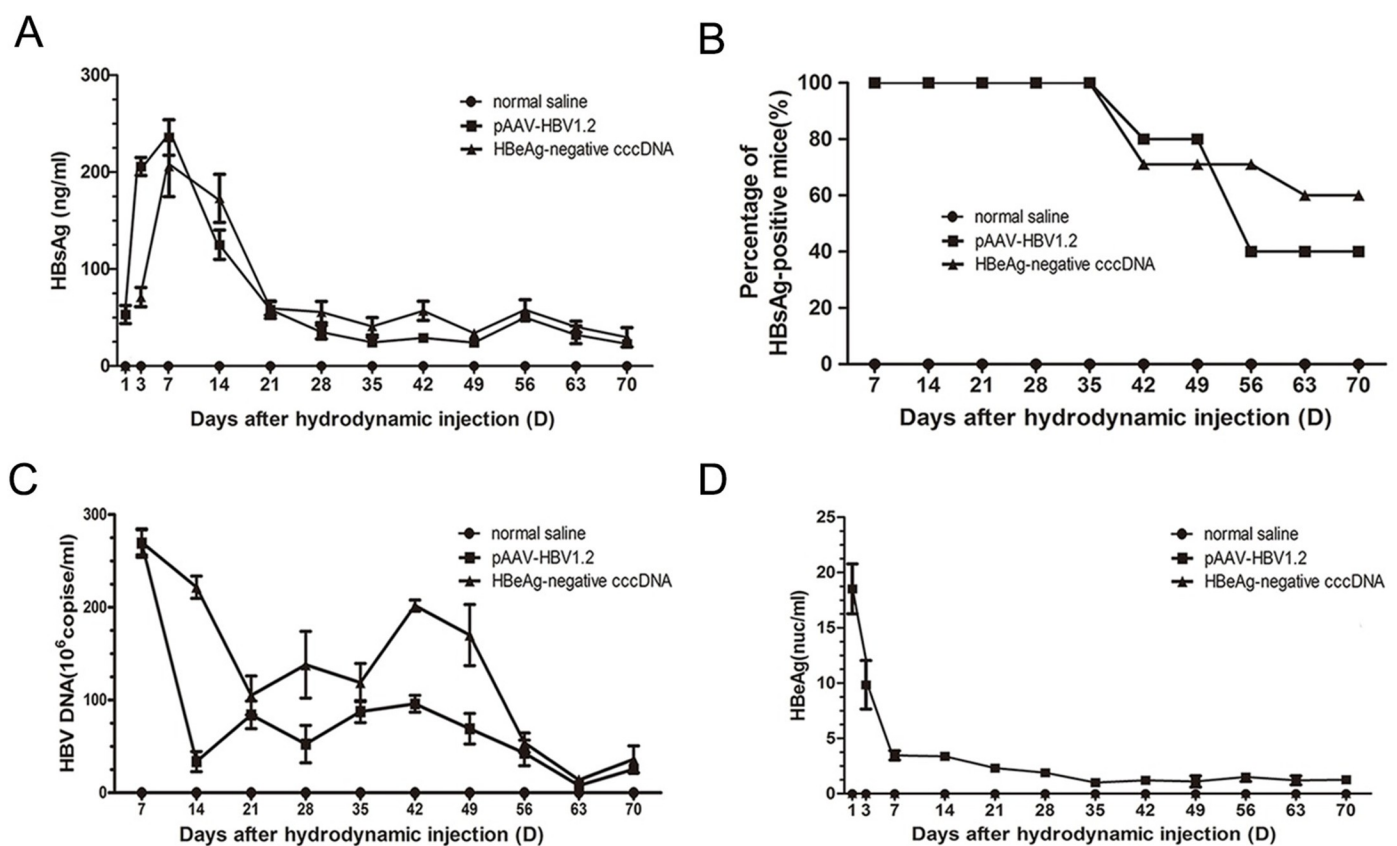 A
300
200
100
0
HBsAg (ng/ml)
normal saline
pAAV-HBV1.2
HBeAg-negative cccDNA
1 3 7 14 21 28 35 42 49 56 63 70
Days after hydrodynamic injection (D)
B
100
80
60
40
20
0
Percentage of
HBsAg-positive mice(%)
normal saline
pAAV-HBV1.2
HBeAg-negative cccDNA
7 14 21 28 35 42 49 56 63 70
Days after hydrodynamic injection (D)
C
300
200
100
0
HBV DNA(10⁶copise/ml)
normal saline
pAAV-HBV1.2
HBeAg-negative cccDNA
7 14 21 28 35 42 49 56 63 70
Days after hydrodynamic injection (D)
D
25
20
15
10
5
0
HBeAg(nuc/ml)
normal saline
pAAV-HBV1.2
HBeAg-negative cccDNA
1 3 7 14 21 28 35 42 49 56 63 70
Days after hydrodynamic injection (D)